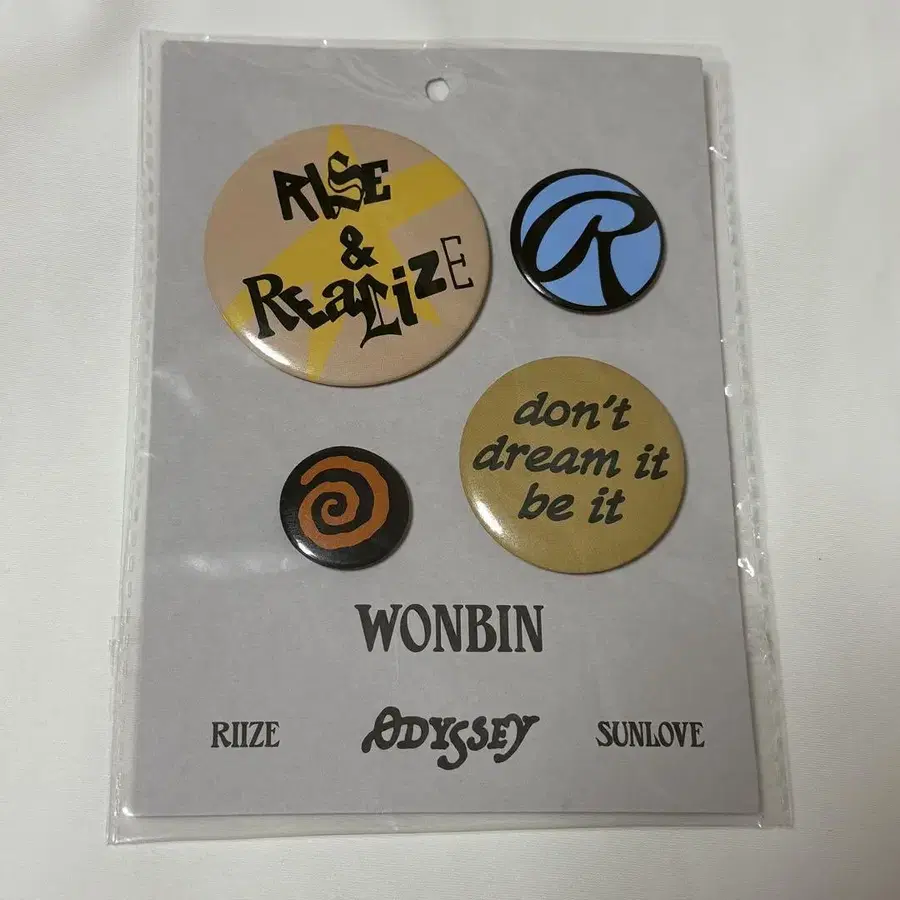 RISE
&
REALIZE
R
don't
dream it
be it
WONBIN
RIIZE ODYSSEY SUNLOVE